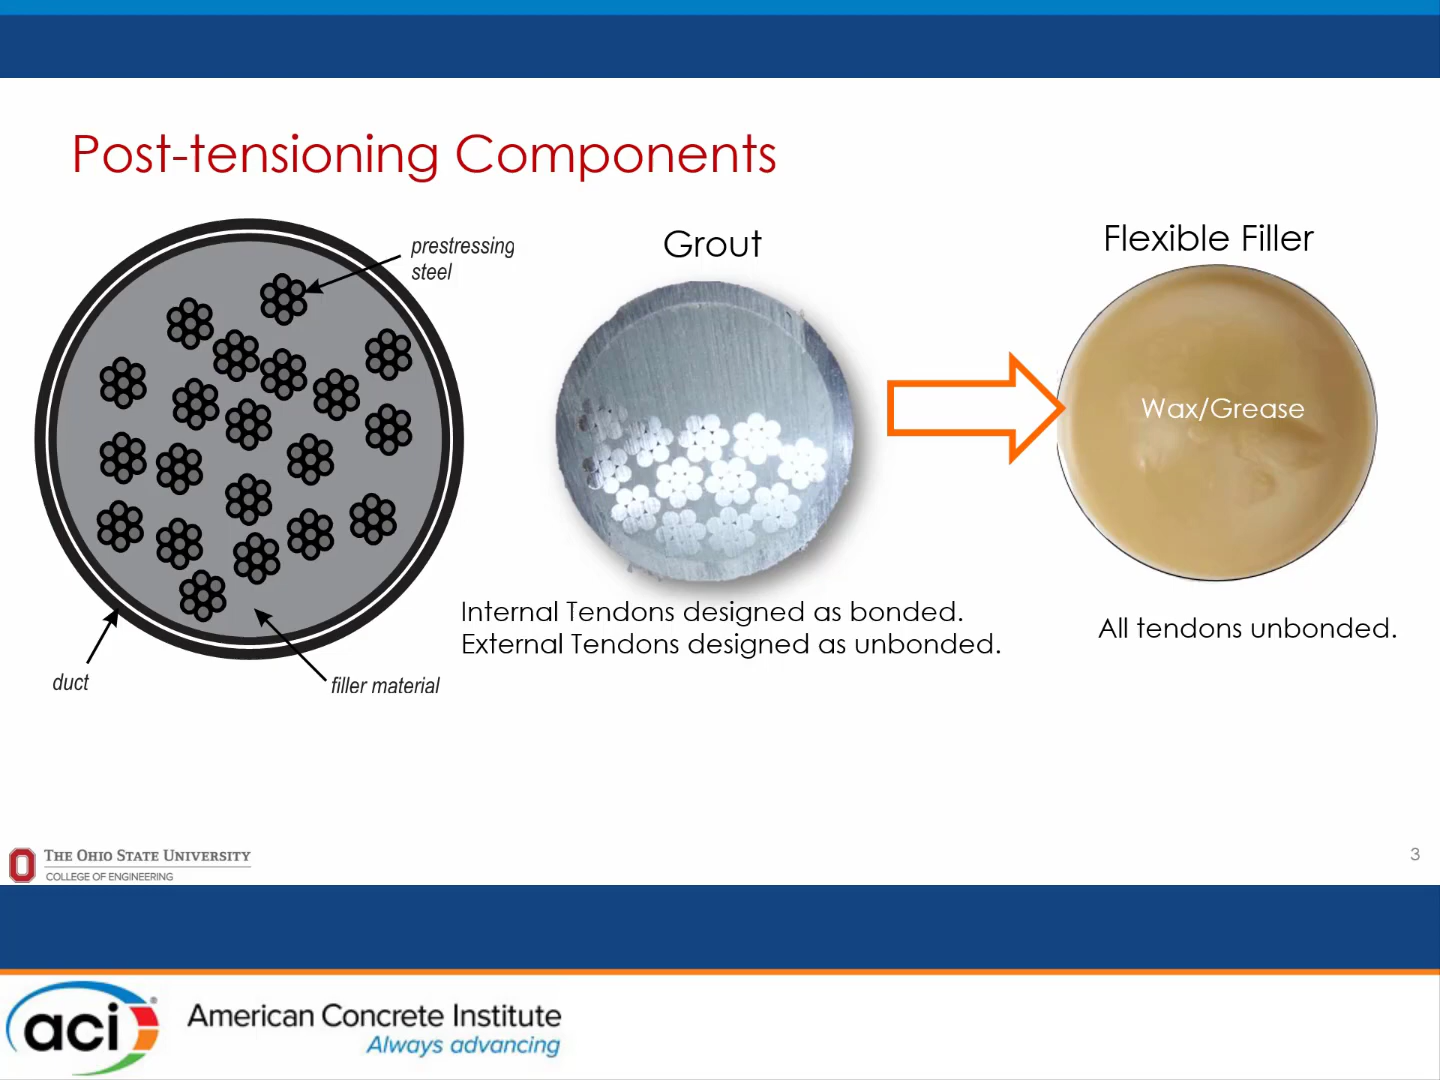 Post-tensioning Components
prestressing
steel
duct
filler material
Grout
Internal Tendons designed as bonded.
External Tendons designed as unbonded.
Flexible Filler
Wax/Grease
All tendons unbonded.
THE OHIO STATE UNIVERSITY
COLLEGE OF ENGINEERING
3
aci
American Concrete Institute
Always advancing